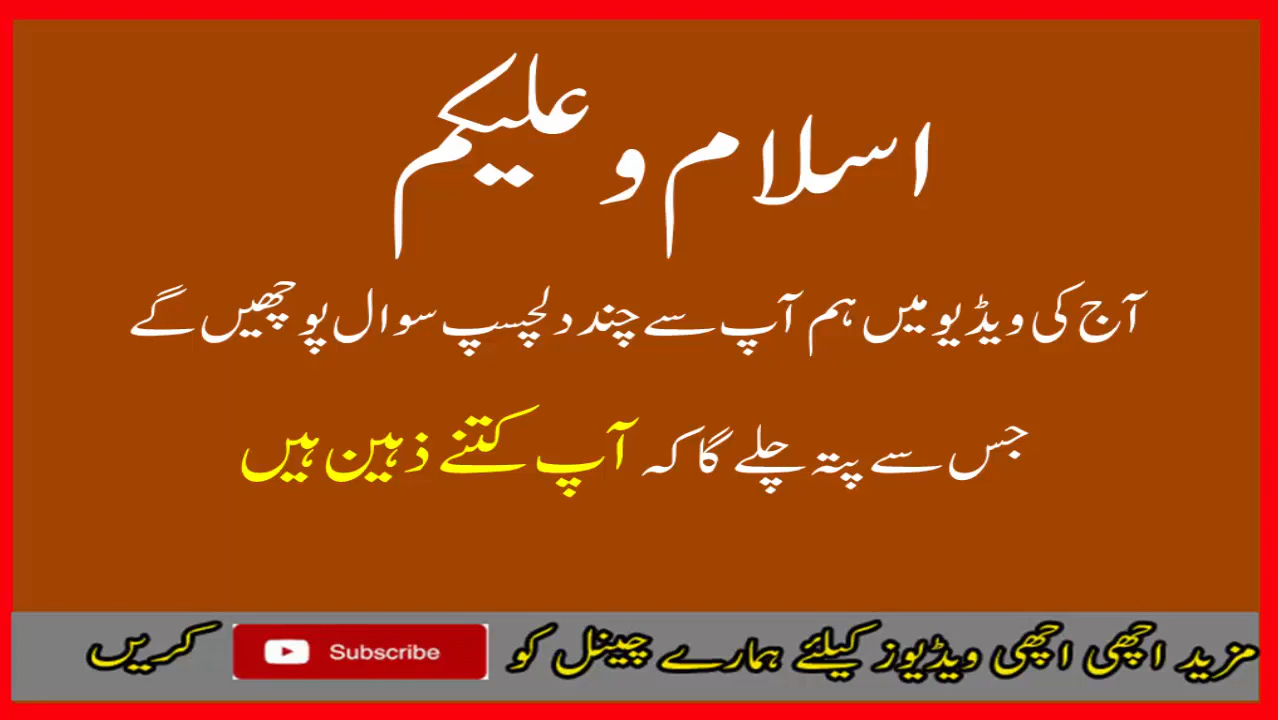 اسلام و علیکم
آج کی ویڈیو میں ہم آپ سے چند دلچسپ سوال پوچھیں گے
جس سے پتہ چلے گا کہ آپ کتنے ذہین ہیں
مزید اچھی اچھی ویڈیوز کیلئے ہمارے چینل کو Subscribe کریں